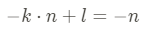 −k · n + l = −n